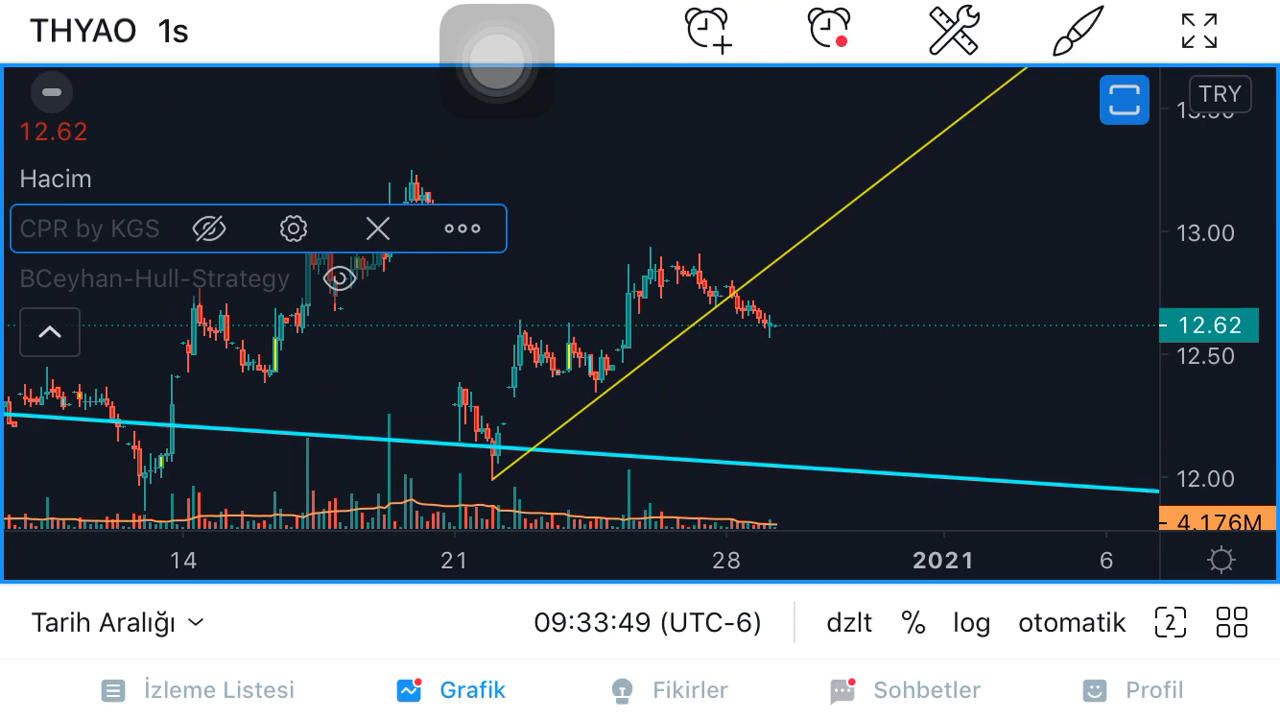 THYAO 1s
TRY
12.62
13.00
12.62
12.50
12.00
4.176M
Hacim
CPR by KGS
BCeyhan-Hull-Strategy
14 21 28 2021 6
Tarih Aralığı 09:33:49 (UTC-6) dzlt % log otomatik 2
İzleme Listesi Grafik Fikirler Sohbetler Profil